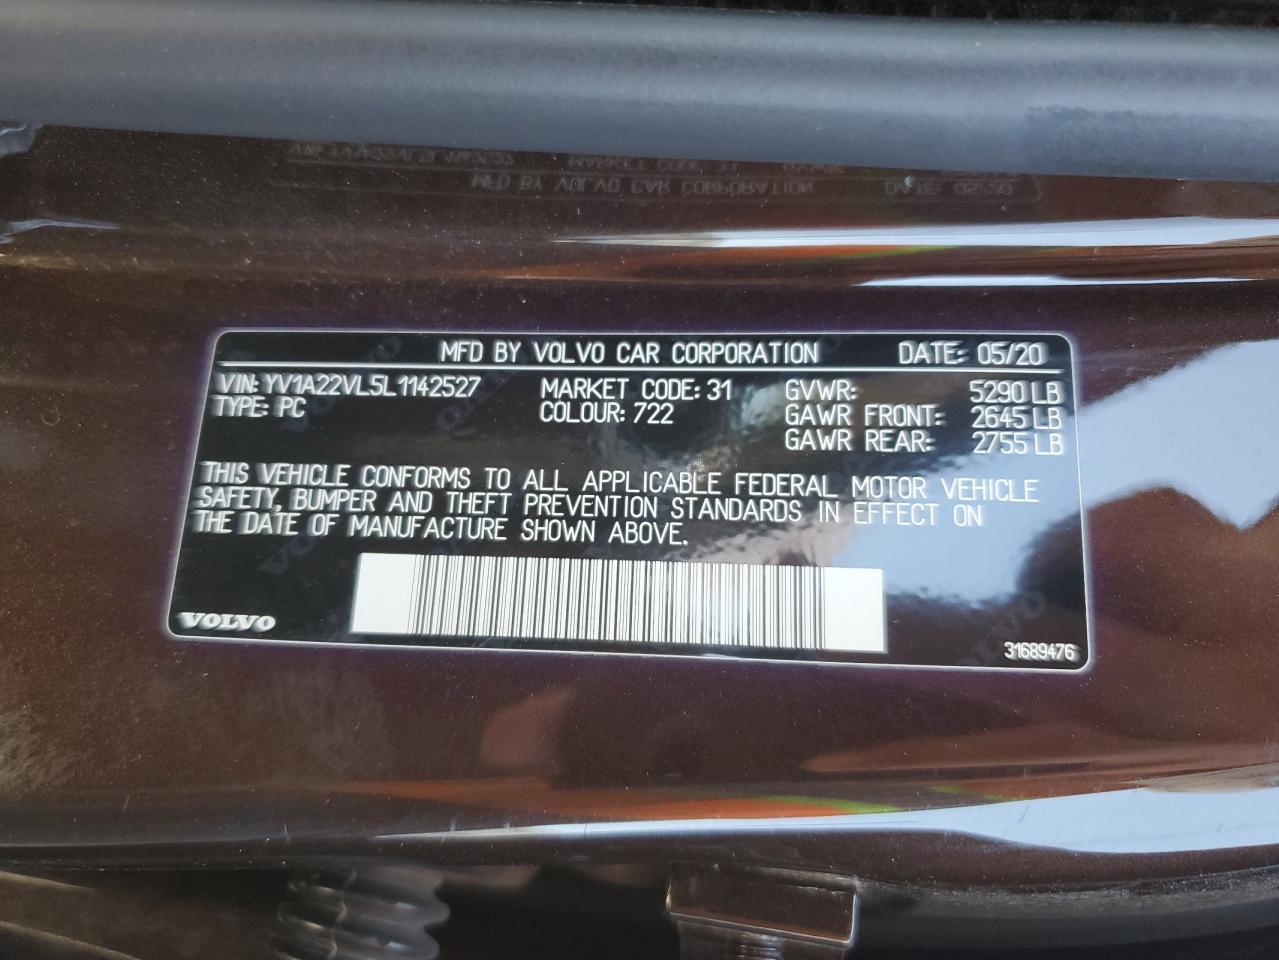 MFD BY VOLVO CAR CORPORATION DATE: 05/20
VIN: YV1A22VL5L1142527 MARKET CODE: 31 GVWR: 5290 LB
TYPE: PC COLOUR: 722 GAWR FRONT: 2645 LB
GAWR REAR: 2755 LB
THIS VEHICLE CONFORMS TO ALL APPLICABLE FEDERAL MOTOR VEHICLE
SAFETY, BUMPER AND THEFT PREVENTION STANDARDS IN EFFECT ON
THE DATE OF MANUFACTURE SHOWN ABOVE.
VOLVO 31689476